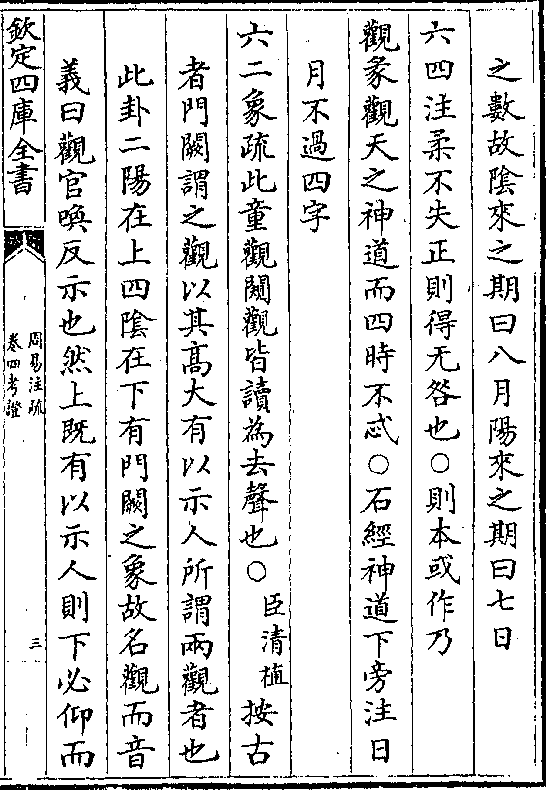 之數故陰來之期曰八月陽來之期曰七日
六四注柔不失正則得无咎也○則本或作乃
觀彖觀天之神道而四時不忒○石經神道下旁注日
月不過四字
六二象疏此童觀闚觀皆讀為去聲也○臣清植按古
者門闕謂之觀以其髙大有以示人所謂兩觀者也
此卦二陽在上四陰在下有門闕之象故名觀而音
義曰觀官喚反示也然上既有以示人則下必仰而
欽定四庫全書
周易注疏
卷四考證
三